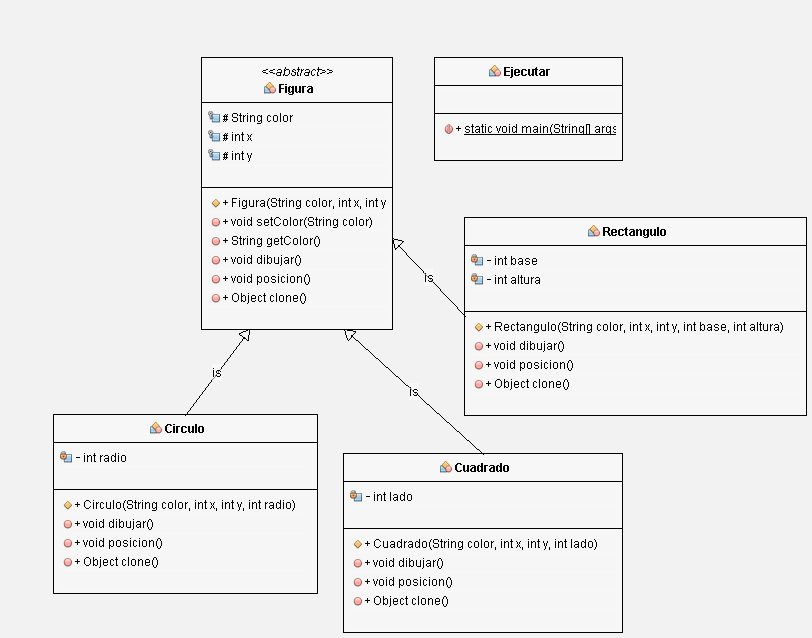 <<abstract>>
Figura
# String color
# int x
# int y
+ Figura(String color, int x, int y
+ void setColor(String color)
+ String getColor()
+ void dibujar()
+ void posicion()
+ Object clone()
Ejecutar
+ static void main(String[] args
Rectangulo
- int base
- int altura
+ Rectangulo(String color, int x, int y, int base, int altura)
+ void dibujar()
+ void posicion()
+ Object clone()
is
is
is
Circulo
- int radio
+ Circulo(String color, int x, int y, int radio)
+ void dibujar()
+ void posicion()
+ Object clone()
Cuadrado
- int lado
+ Cuadrado(String color, int x, int y, int lado)
+ void dibujar()
+ void posicion()
+ Object clone()